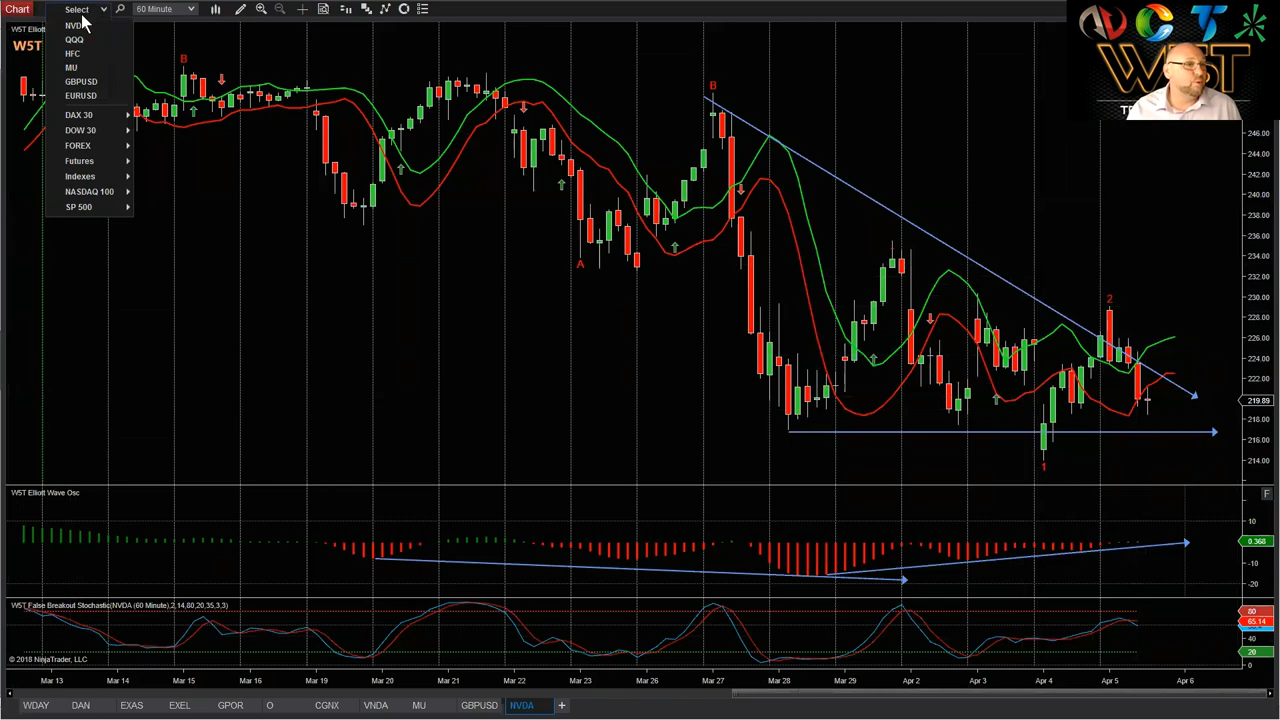 Chart
Select
60 Minute
NVD
QQQ
HFC
MU
GBPUSD
EURUSD
DAX 30
DOW 30
FOREX
Futures
Indexes
NASDAQ 100
SP 500
W5T Ellio
W5T
W5T
B
B
A
1
2
246.00
244.00
242.00
240.00
238.00
236.00
234.00
232.00
230.00
228.00
226.00
224.00
222.00
219.89
218.00
216.00
214.00
W5T Elliott Wave Osc
F
10
0.368
-10
-20
W5T False Breakout Stochastic(NVDA (60 Minute),2,14,80,20,35,3,3)
80
65.14
40
20
0
© 2018 NinjaTrader, LLC
Mar 13
Mar 14
Mar 15
Mar 16
Mar 19
Mar 20
Mar 21
Mar 22
Mar 23
Mar 26
Mar 27
Mar 28
Mar 29
Apr 2
Apr 3
Apr 4
Apr 5
Apr 6
WDAY
DAN
EXAS
EXEL
GPOR
O
CGNX
VNDA
MU
GBPUSD
NVDA